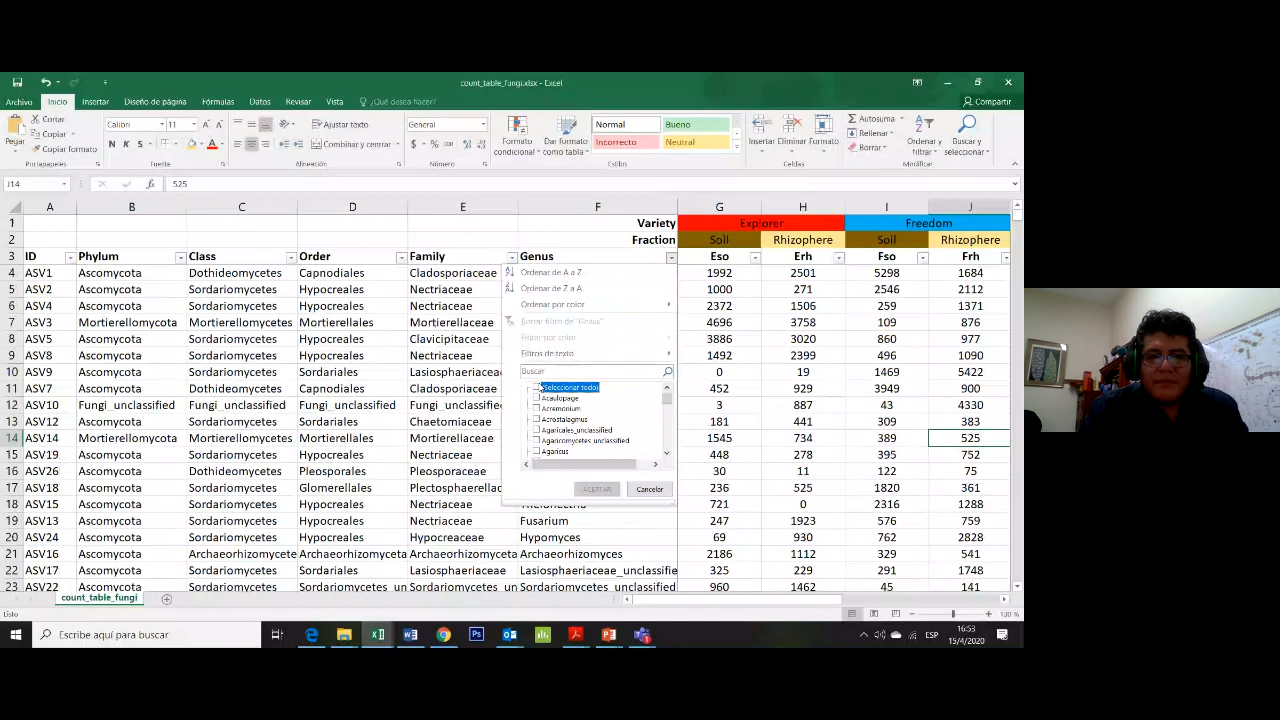 count_table_fungi.xlsx - Excel
Archivo Inicio Insertar Diseño de página Fórmulas Datos Revisar Vista ¿Qué desea hacer? Compartir
Cortar Calibri 11 Ajustar texto General Normal Bueno Autosuma
Copiar Rellenar
Pegar Copiar formato N K S Combinar y centrar $ % Formato condicional Dar formato como tabla Incorrecto Neutral Insertar Eliminar Formato Borrar Ordenar y filtrar Buscar y seleccionar
Portapapeles Fuente Alineación Número Estilos Celdas Modificar
J14 fx 525
A B C D E F G H I J
1 Variety Explorer Freedom
2 Fraction Soil Rhizophere Soil Rhizophere
3 ID Phylum Class Order Family Genus Eso Erh Fso Frh
4 ASV1 Ascomycota Dothideomycetes Capnodiales Cladosporiaceae 1992 2501 5298 1684
5 ASV2 Ascomycota Sordariomycetes Hypocreales Nectriaceae 1000 271 2546 2112
6 ASV4 Ascomycota Sordariomycetes Hypocreales Nectriaceae 2372 1506 259 1371
7 ASV3 Mortierellomycota Mortierellomycetes Mortierellales Mortierellaceae 4696 3758 109 876
8 ASV5 Ascomycota Sordariomycetes Hypocreales Clavicipitaceae 3886 3020 860 977
9 ASV8 Ascomycota Sordariomycetes Hypocreales Nectriaceae 1492 2399 496 1090
10 ASV9 Ascomycota Sordariomycetes Sordariales Lasiosphaeriaceae 0 19 1469 5422
11 ASV7 Ascomycota Dothideomycetes Capnodiales Cladosporiaceae 452 929 3949 900
12 ASV10 Fungi_unclassified Fungi_unclassified Fungi_unclassified Fungi_unclassified 3 887 43 4330
13 ASV12 Ascomycota Sordariomycetes Sordariales Chaetomiaceae 181 441 309 383
14 ASV14 Mortierellomycota Mortierellomycetes Mortierellales Mortierellaceae 1545 734 389 525
15 ASV19 Ascomycota Sordariomycetes Hypocreales Nectriaceae 448 278 395 752
16 ASV26 Ascomycota Dothideomycetes Pleosporales Pleosporaceae 30 11 122 75
17 ASV18 Ascomycota Sordariomycetes Glomerellales Plectosphaerell 236 525 1820 361
18 ASV15 Ascomycota Sordariomycetes Hypocreales Nectriaceae 721 0 2316 1288
19 ASV13 Ascomycota Sordariomycetes Hypocreales Nectriaceae Fusarium 247 1923 576 759
20 ASV24 Ascomycota Sordariomycetes Hypocreales Hypocreaceae Hypomyces 69 930 762 2828
21 ASV16 Ascomycota Archaeorhizomycete Archaeorhizomyceta Archaeorhizomyceta Archaeorhizomyces 2186 1112 329 541
22 ASV17 Ascomycota Sordariomycetes Sordariales Lasiosphaeriaceae Lasiosphaeriaceae_unclassifie 325 229 291 1748
23 ASV22 Ascomycota Sordariomycetes Sordariomycetes_un Sordariomycetes_un Sordariomycetes_unclassified 960 1462 45 141
Ordenar de A a Z
Ordenar de Z a A
Ordenar por color
Borrar filtro de "Genus"
Filtrar por color
Filtros de texto
Buscar
(Seleccionar todo)
Acaulopage
Acremonium
Acrostalagmus
Agaricales_unclassified
Agaricomycetes_unclassified
Agaricus
ACEPTAR Cancelar
count_table_fungi
Listo 130 %
Escribe aquí para buscar ESP 16:53
15/4/2020